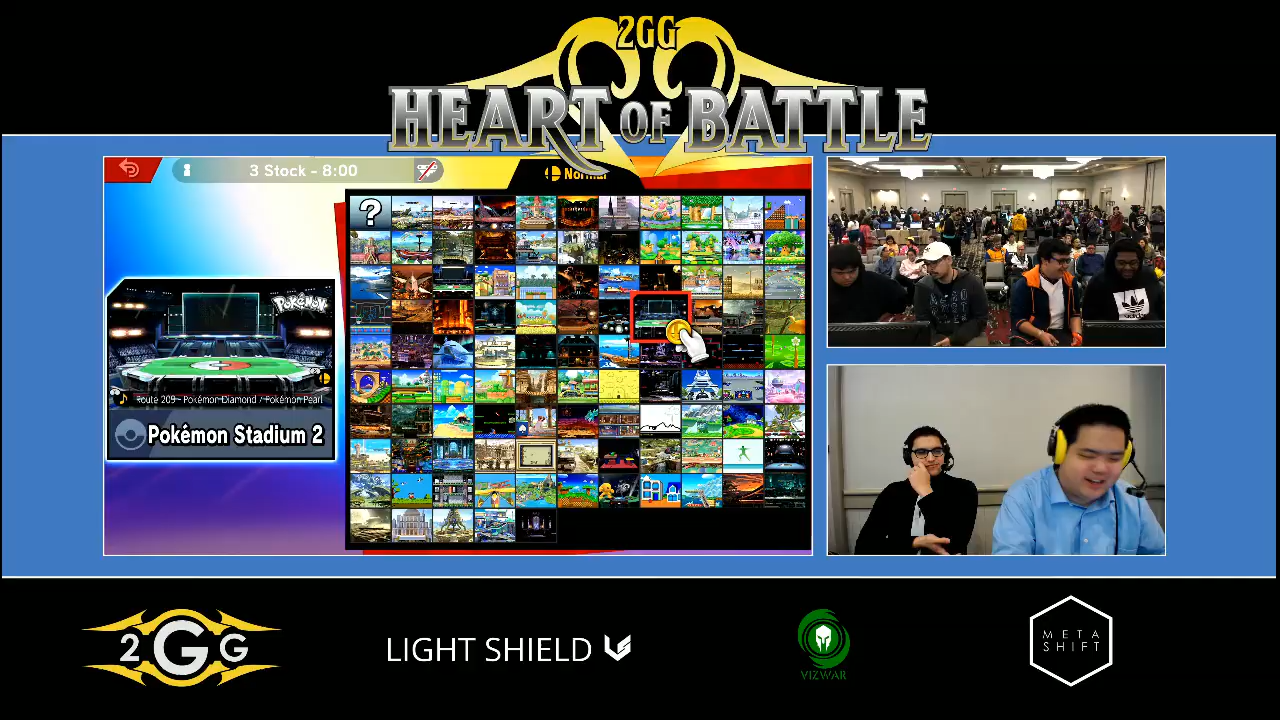 2GG
HEART OF BATTLE
3 Stock - 8:00
Normal
?
Pokémon
Route 209 - Pokémon Diamond / Pokémon Pearl
Pokémon Stadium 2
adidas
2GG
LIGHT SHIELD
VIZWAR
META
SHIFT